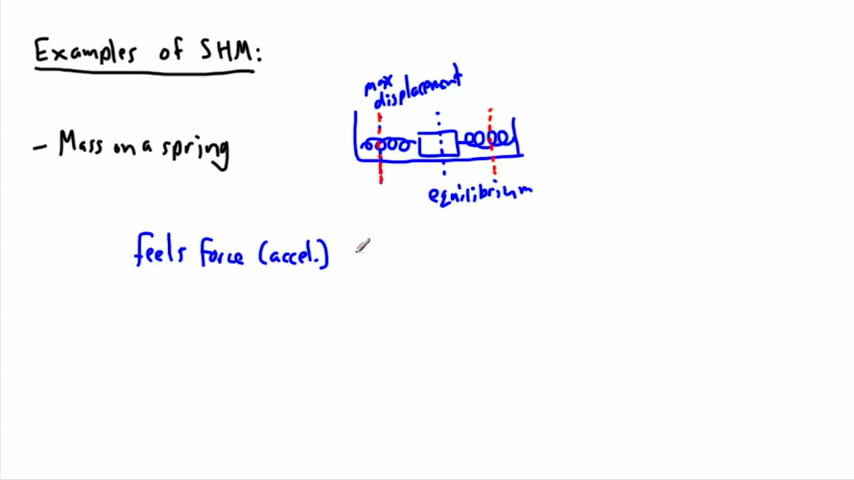 Examples of SHM:
max
displacement
- Mass on a spring
equilibrium
feels force (accel.)